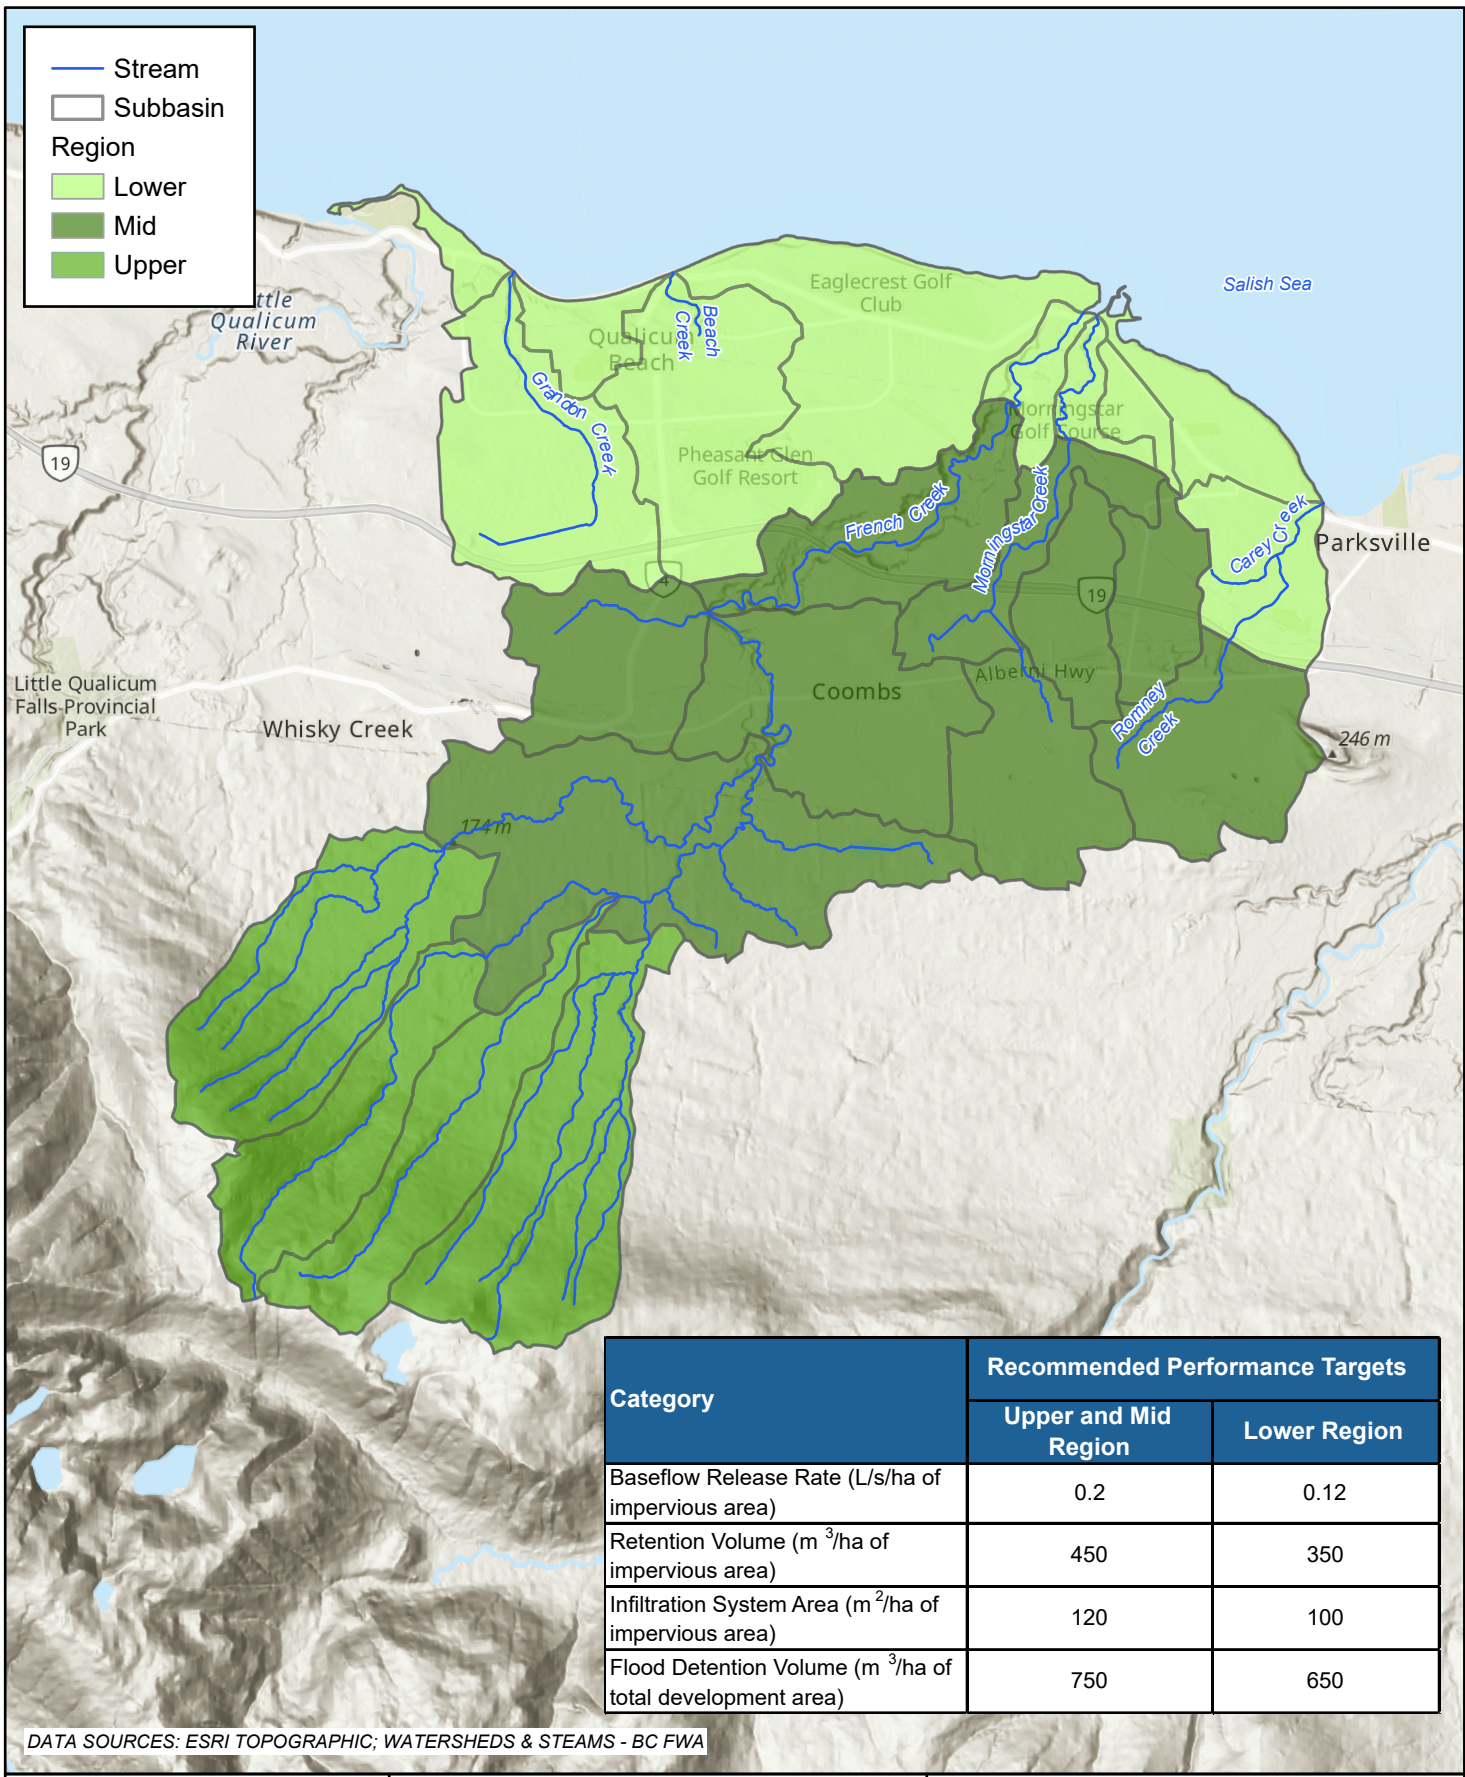 Stream
Subbasin
Region
Lower
Mid
Upper
ttle
Qualicum
River
Salish Sea
Eaglecrest Golf
Club
Qualicum
Beach
Beach
Creek
Grandon Creek
Morningstar
Golf Course
Pheasant Glen
Golf Resort
19
French Creek
Morningstar Creek
Carey Creek
Parksville
4
19
Little Qualicum
Falls Provincial
Park
Whisky Creek
Coombs
Alberni Hwy
Romney
Creek
246 m
174 m
Category
Recommended Performance Targets
Upper and Mid
Region
Lower Region
Baseflow Release Rate (L/s/ha of
impervious area)
0.2
0.12
Retention Volume (m 3/ha of
impervious area)
450
350
Infiltration System Area (m 2/ha of
impervious area)
120
100
Flood Detention Volume (m 3/ha of
total development area)
750
650
DATA SOURCES: ESRI TOPOGRAPHIC; WATERSHEDS & STEAMS - BC FWA